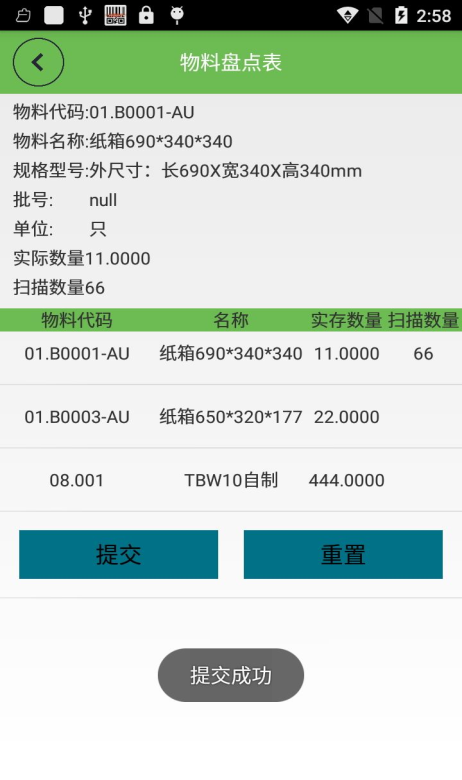 2:58
物料盘点表
物料代码:01.B0001-AU
物料名称:纸箱690*340*340
规格型号:外尺寸：长690X宽340X高340mm
批号: null
单位: 只
实际数量11.0000
扫描数量66
物料代码 名称 实存数量 扫描数量
01.B0001-AU 纸箱690*340*340 11.0000 66
01.B0003-AU 纸箱650*320*177 22.0000
08.001 TBW10自制 444.0000
提交 重置
提交成功